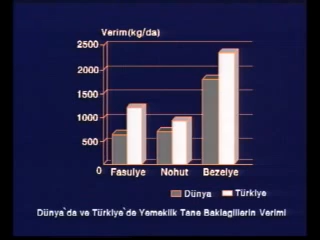 Verim(kg/da)
2500
2000
1500
1000
500
0
Fasulye Nohut Bezelye
Dünya Türkiye
Dünya`da ve Türkiye`de Yemeklik Tane Baklagillerin Verimi